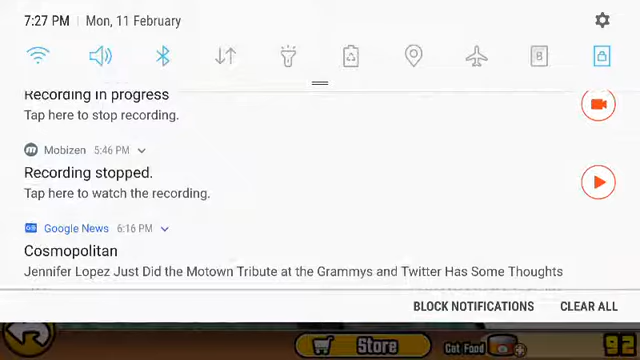 7:27 PM | Mon, 11 February
B
Recording in progress
Tap here to stop recording.
Mobizen 5:46 PM
Recording stopped.
Tap here to watch the recording.
Google News 6:16 PM
Cosmopolitan
Jennifer Lopez Just Did the Motown Tribute at the Grammys and Twitter Has Some Thoughts
BLOCK NOTIFICATIONS CLEAR ALL
Store Cat Food 92